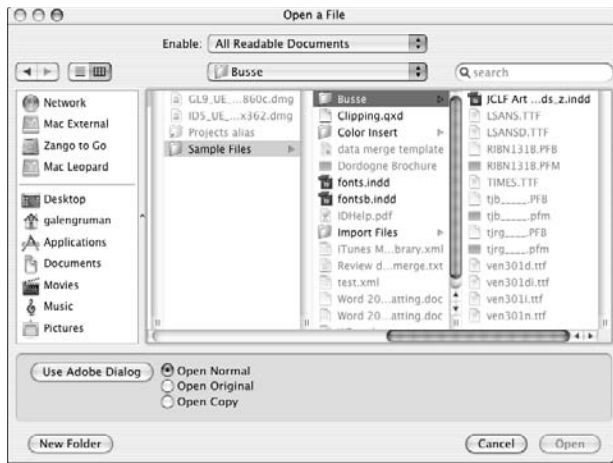 Open a File
Enable: All Readable Documents
Busse
search
Network
Mac External
Zango to Go
Mac Leopard
Desktop
galengruman
Applications
Documents
Movies
Music
Pictures
GL9_UE_...860c.dmg
ID5_UE_...x362.dmg
Projects alias
Sample Files
Busse
Clipping.qxd
Color Insert
data merge template
Dordogne Brochure
fonts.indd
fontsb.indd
IDHelp.pdf
Import Files
iTunes M...brary.xml
Review d...merge.txt
test.xml
Word 20...atting.doc
Word 20...atting.doc
JCLF Art ...ds_z.indd
LSANS.TTF
LSANSD.TTF
RIBN131B.PFB
RIBN131B.PFM
TIMES.TTF
tjb_____.PFB
tjb_____.pfm
tjrg____.PFB
tjrg____.pfm
ven301d.ttf
ven301di.ttf
ven301i.ttf
ven301n.ttf
Use Adobe Dialog
Open Normal
Open Original
Open Copy
New Folder
Cancel
Open